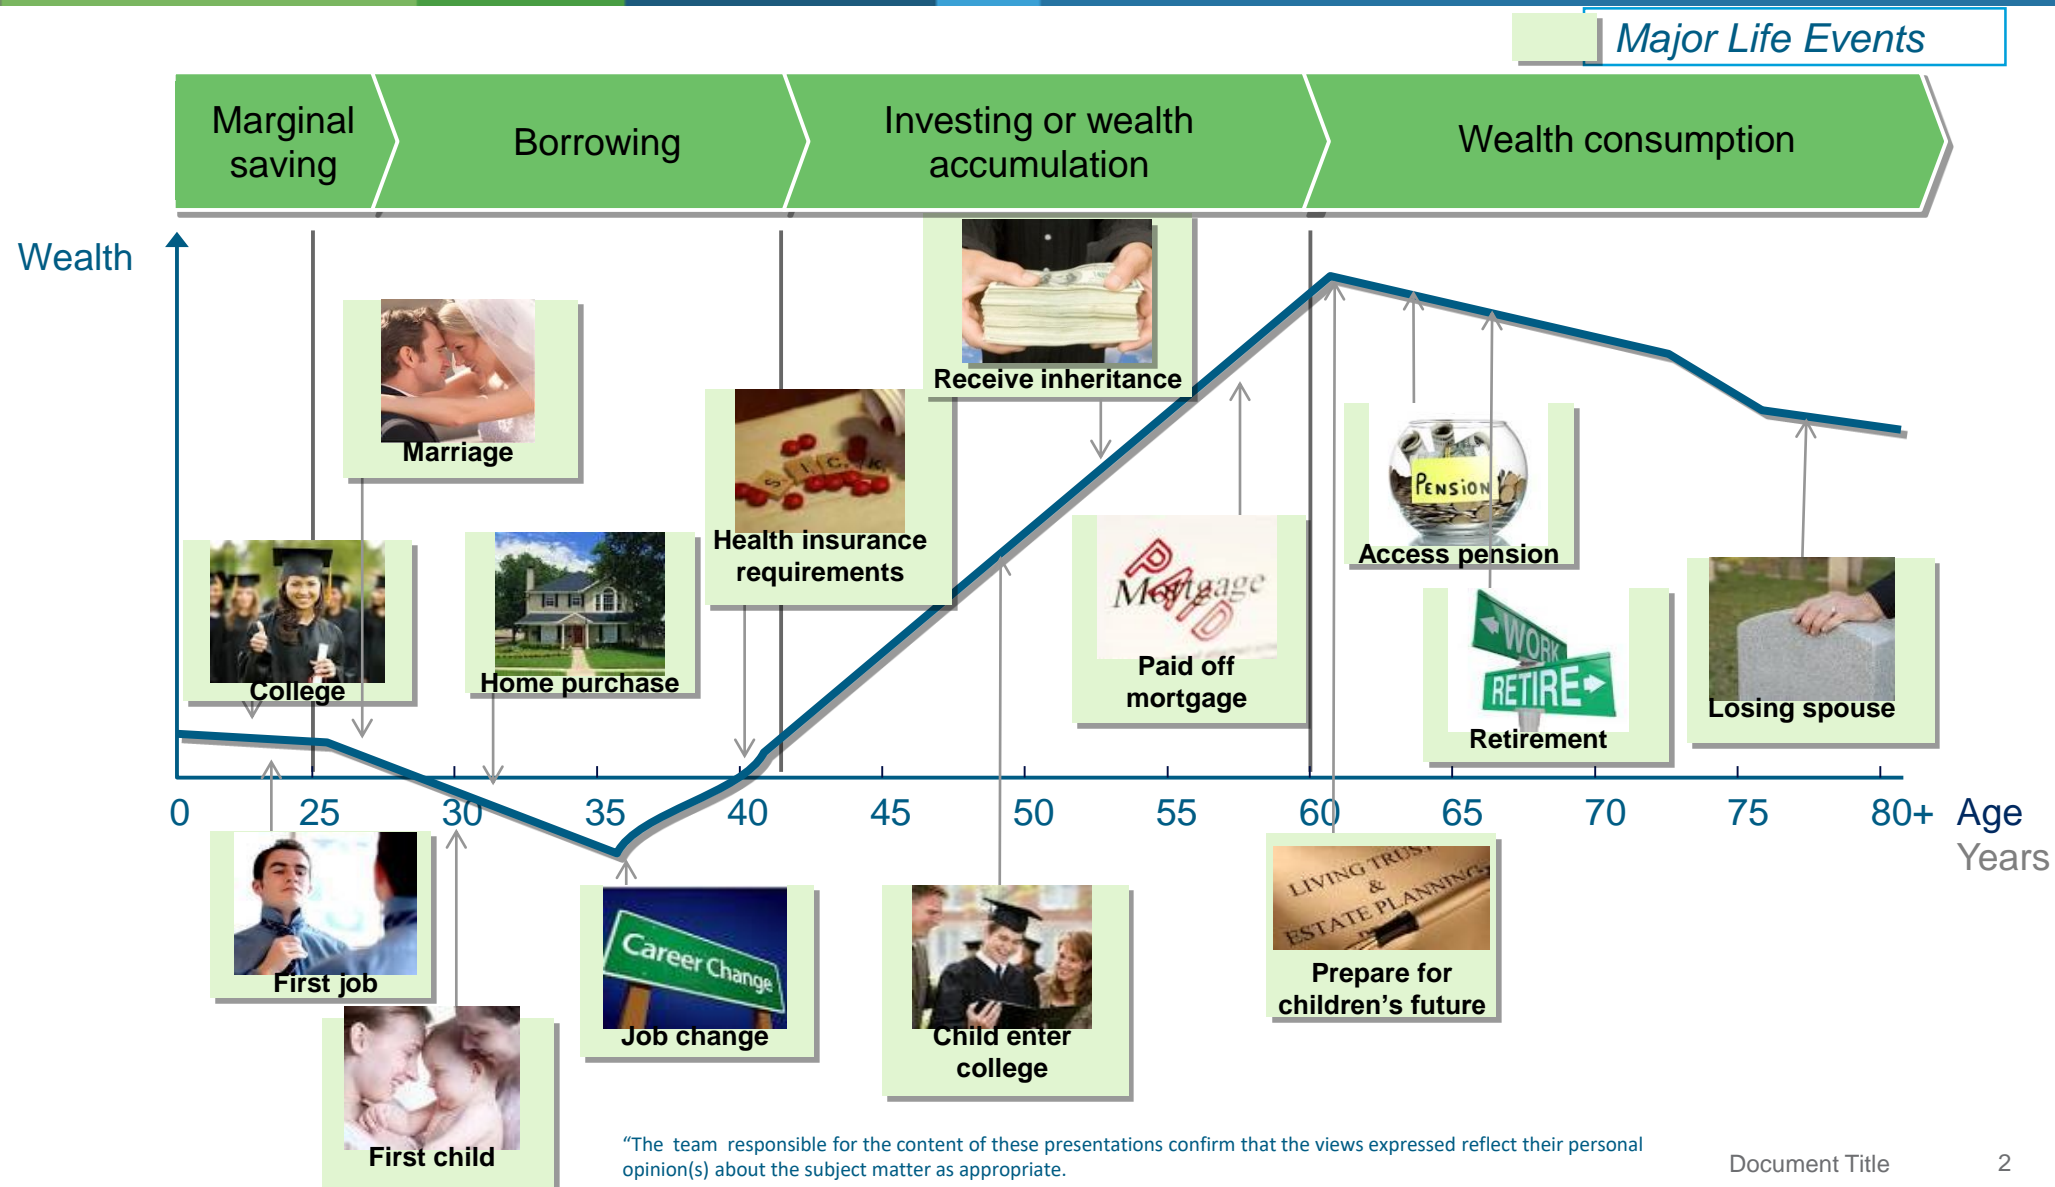 Major Life Events
Marginal
saving
Borrowing
Investing or wealth
accumulation
Wealth consumption
Wealth
Marriage
College
Home purchase
S I C K
Health insurance
requirements
Receive inheritance
PAID
Mortgage
Paid off
mortgage
PENSION
Access pension
WORK
RETIRE
Retirement
Losing spouse
0
25
30
35
40
45
50
55
60
65
70
75
80+
Age
Years
First job
First child
Career Change
Job change
Child enter
college
LIVING TRUST
&
ESTATE PLANNING
Prepare for
children’s future
“The team responsible for the content of these presentations confirm that the views expressed reflect their personal
opinion(s) about the subject matter as appropriate.
Document Title
2